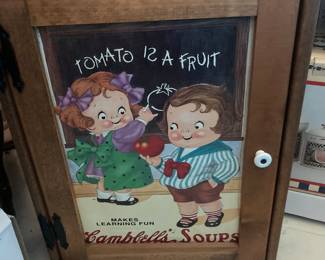 TOMATO IS A FRUIT
MAKES
LEARNING FUN
Campbell's SOUPS